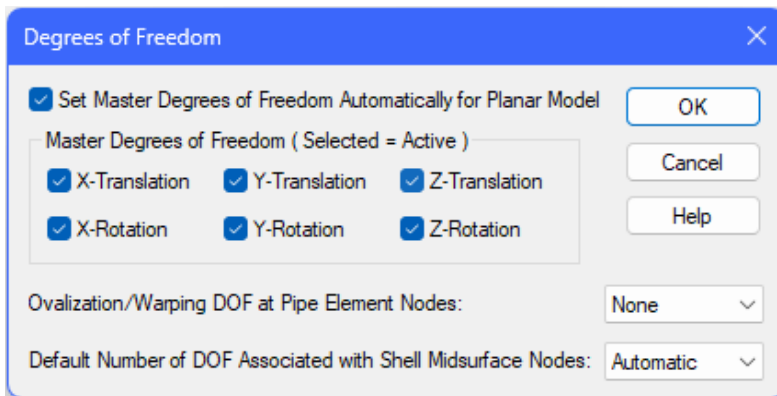 Degrees of Freedom
Set Master Degrees of Freedom Automatically for Planar Model
OK
Master Degrees of Freedom ( Selected = Active )
Cancel
X-Translation Y-Translation Z-Translation
X-Rotation Y-Rotation Z-Rotation
Help
Ovalization/Warping DOF at Pipe Element Nodes: None
Default Number of DOF Associated with Shell Midsurface Nodes: Automatic